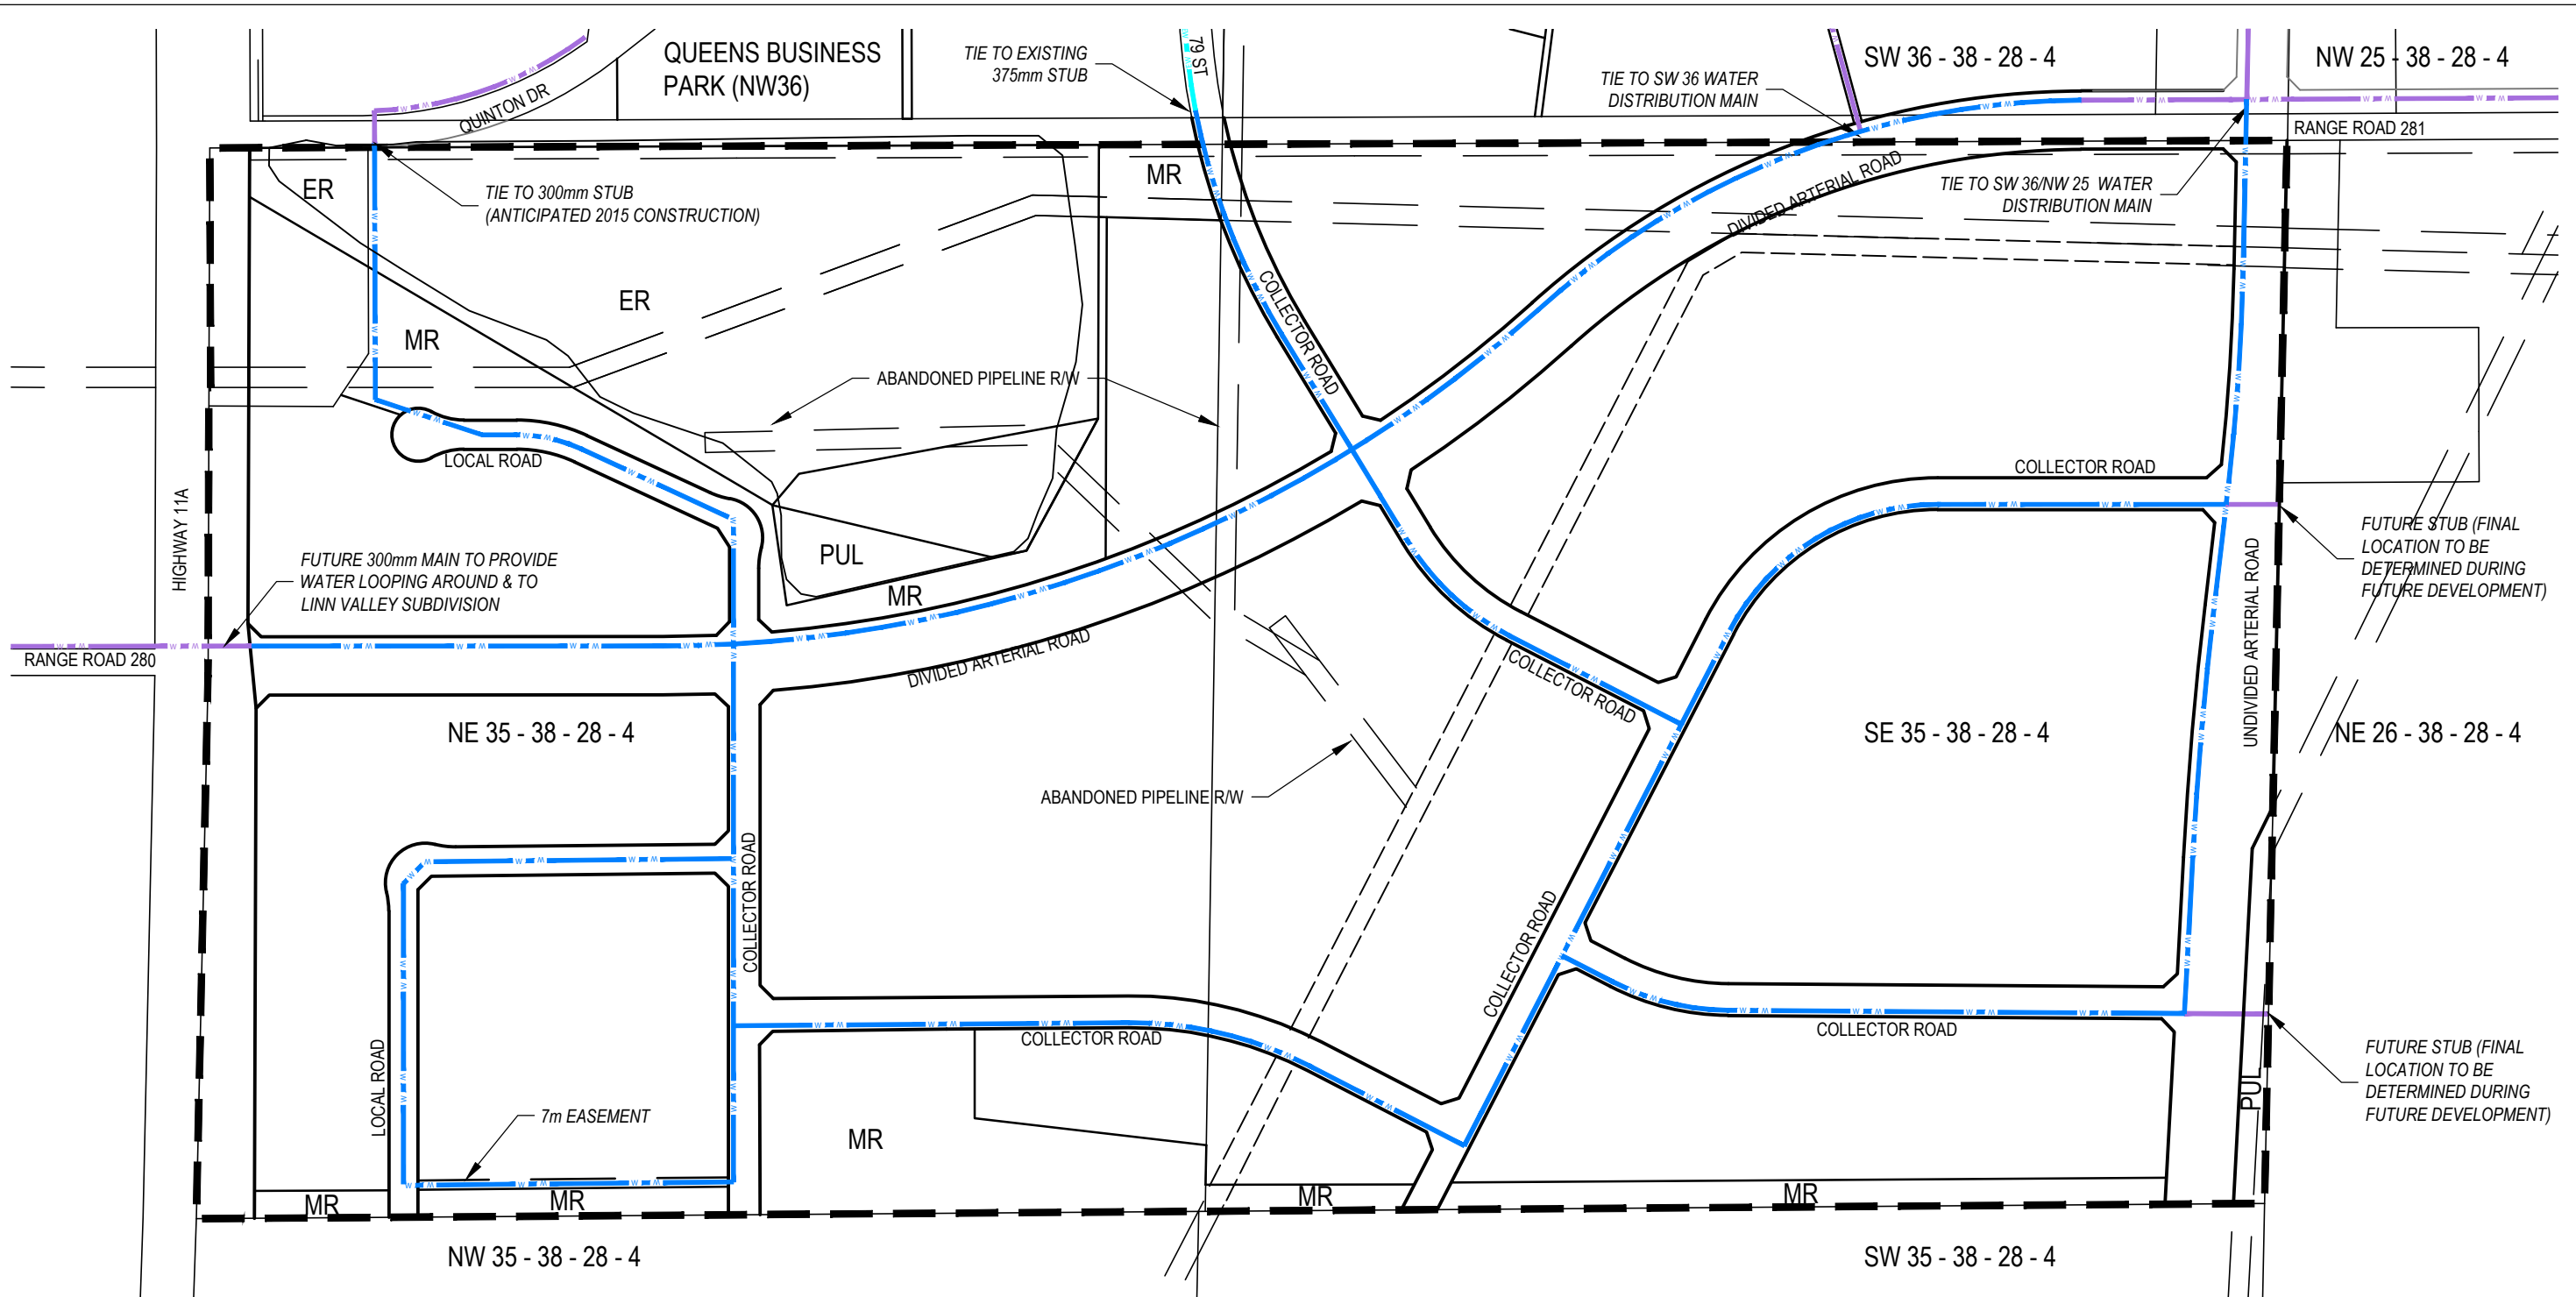 QUEENS BUSINESS
PARK (NW36)
TIE TO EXISTING
375mm STUB
79 ST
TIE TO SW 36 WATER
DISTRIBUTION MAIN
SW 36 - 38 - 28 - 4
NW 25 - 38 - 28 - 4
QUINTON DR
RANGE ROAD 281
ER
TIE TO 300mm STUB
(ANTICIPATED 2015 CONSTRUCTION)
MR
DIVIDED ARTERIAL ROAD
TIE TO SW 36/NW 25 WATER
DISTRIBUTION MAIN
ER
MR
COLLECTOR ROAD
ABANDONED PIPELINE R/W
LOCAL ROAD
COLLECTOR ROAD
HIGHWAY 11A
FUTURE 300mm MAIN TO PROVIDE
WATER LOOPING AROUND & TO
LINN VALLEY SUBDIVISION
PUL
MR
FUTURE STUB (FINAL
LOCATION TO BE
DETERMINED DURING
FUTURE DEVELOPMENT)
UNDIVIDED ARTERIAL ROAD
RANGE ROAD 280
DIVIDED ARTERIAL ROAD
COLLECTOR ROAD
NE 35 - 38 - 28 - 4
SE 35 - 38 - 28 - 4
NE 26 - 38 - 28 - 4
ABANDONED PIPELINE R/W
COLLECTOR ROAD
COLLECTOR ROAD
COLLECTOR ROAD
COLLECTOR ROAD
LOCAL ROAD
7m EASEMENT
MR
PUL
FUTURE STUB (FINAL
LOCATION TO BE
DETERMINED DURING
FUTURE DEVELOPMENT)
MR
MR
MR
MR
NW 35 - 38 - 28 - 4
SW 35 - 38 - 28 - 4